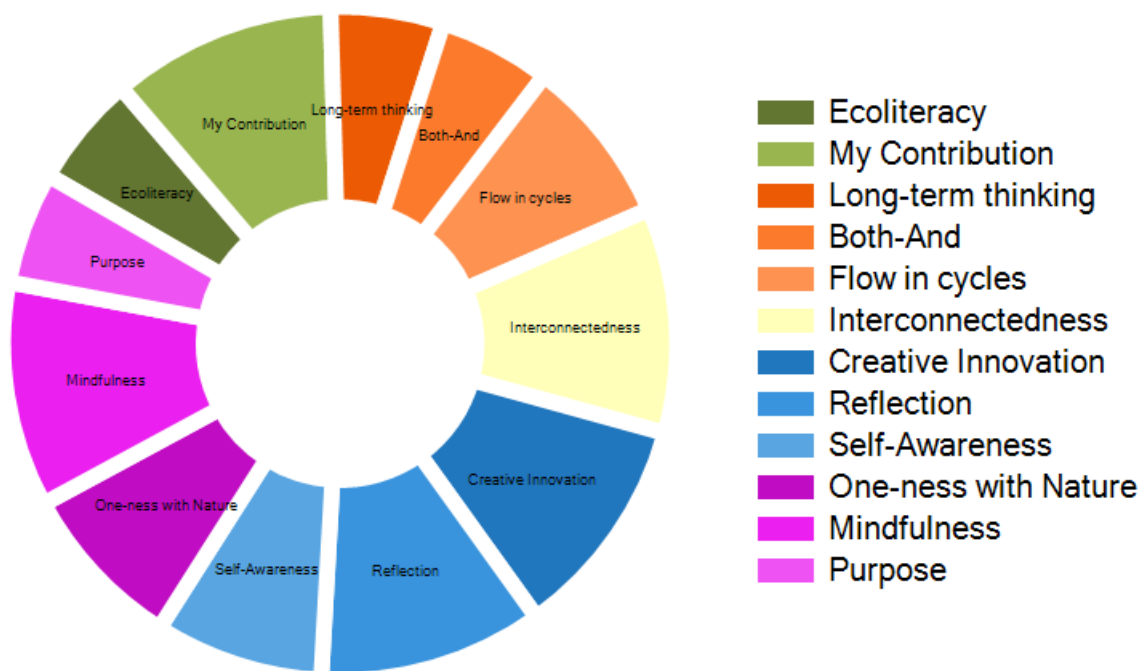 My Contribution
Long-term thinking
Both-And
Ecoliteracy
Flow in cycles
Purpose
Interconnectedness
Mindfulness
Creative Innovation
One-ness with Nature
Self-Awareness
Reflection
Ecoliteracy
My Contribution
Long-term thinking
Both-And
Flow in cycles
Interconnectedness
Creative Innovation
Reflection
Self-Awareness
One-ness with Nature
Mindfulness
Purpose